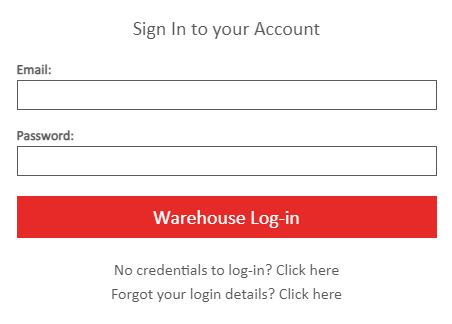 Sign In to your Account
Email:
Password:
Warehouse Log-in
No credentials to log-in? Click here
Forgot your login details? Click here